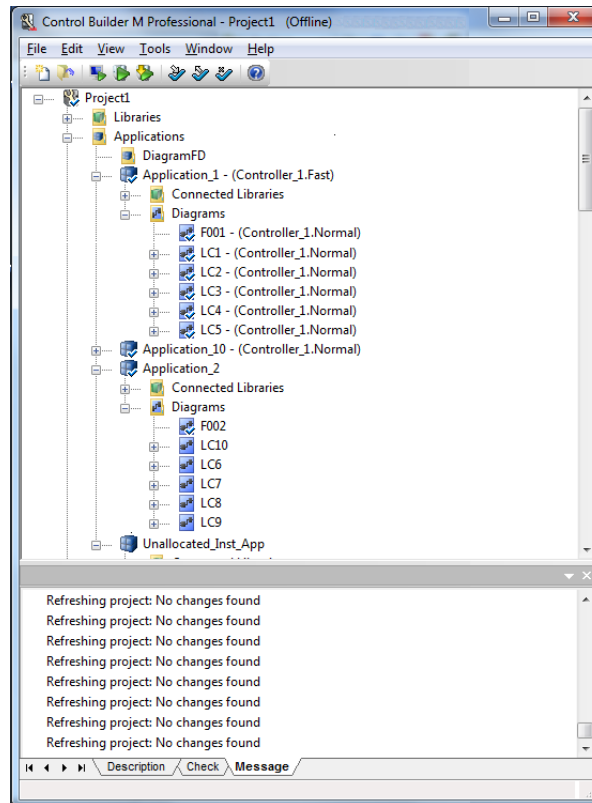 Control Builder M Professional - Project1 (Offline)
File Edit View Tools Window Help
Project1
Libraries
Applications
DiagramFD
Application_1 - (Controller_1.Fast)
Connected Libraries
Diagrams
F001 - (Controller_1.Normal)
LC1 - (Controller_1.Normal)
LC2 - (Controller_1.Normal)
LC3 - (Controller_1.Normal)
LC4 - (Controller_1.Normal)
LC5 - (Controller_1.Normal)
Application_10 - (Controller_1.Normal)
Application_2
Connected Libraries
Diagrams
F002
LC10
LC6
LC7
LC8
LC9
Unallocated_Inst_App
Refreshing project: No changes found
Refreshing project: No changes found
Refreshing project: No changes found
Refreshing project: No changes found
Refreshing project: No changes found
Refreshing project: No changes found
Refreshing project: No changes found
Refreshing project: No changes found
Description Check Message